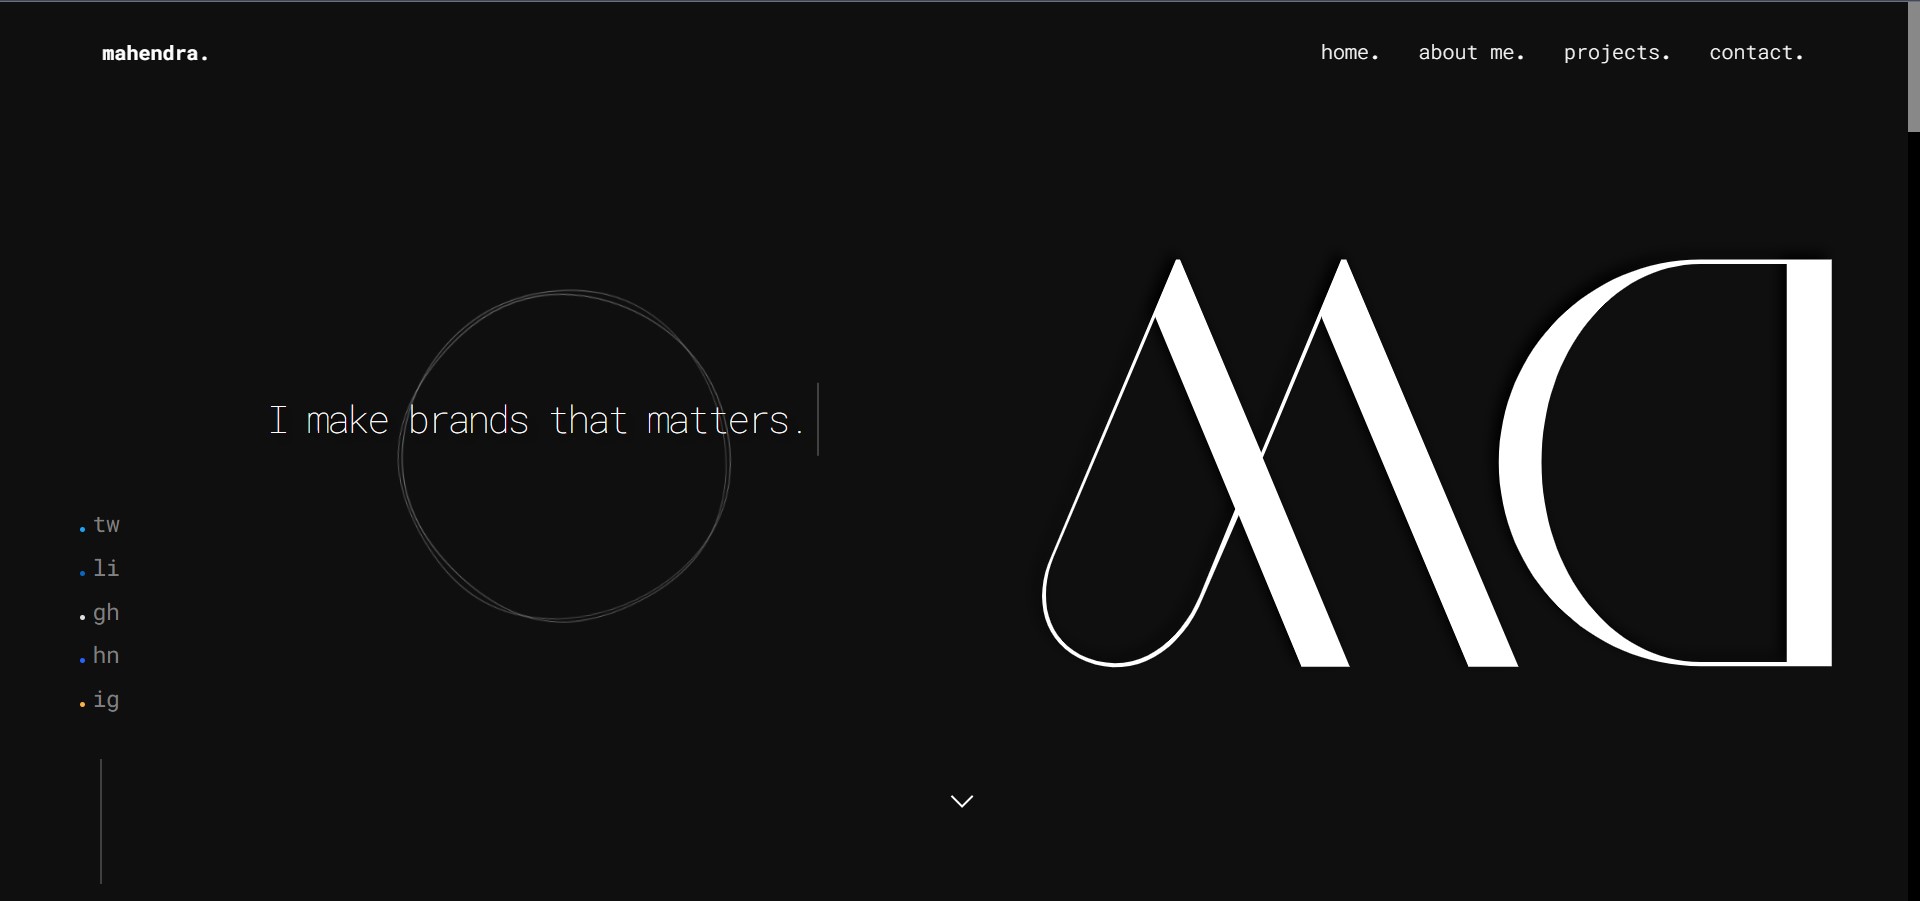 mahendra.
home. about me. projects. contact.
I make brands that matters.
tw
li
gh
hn
ig